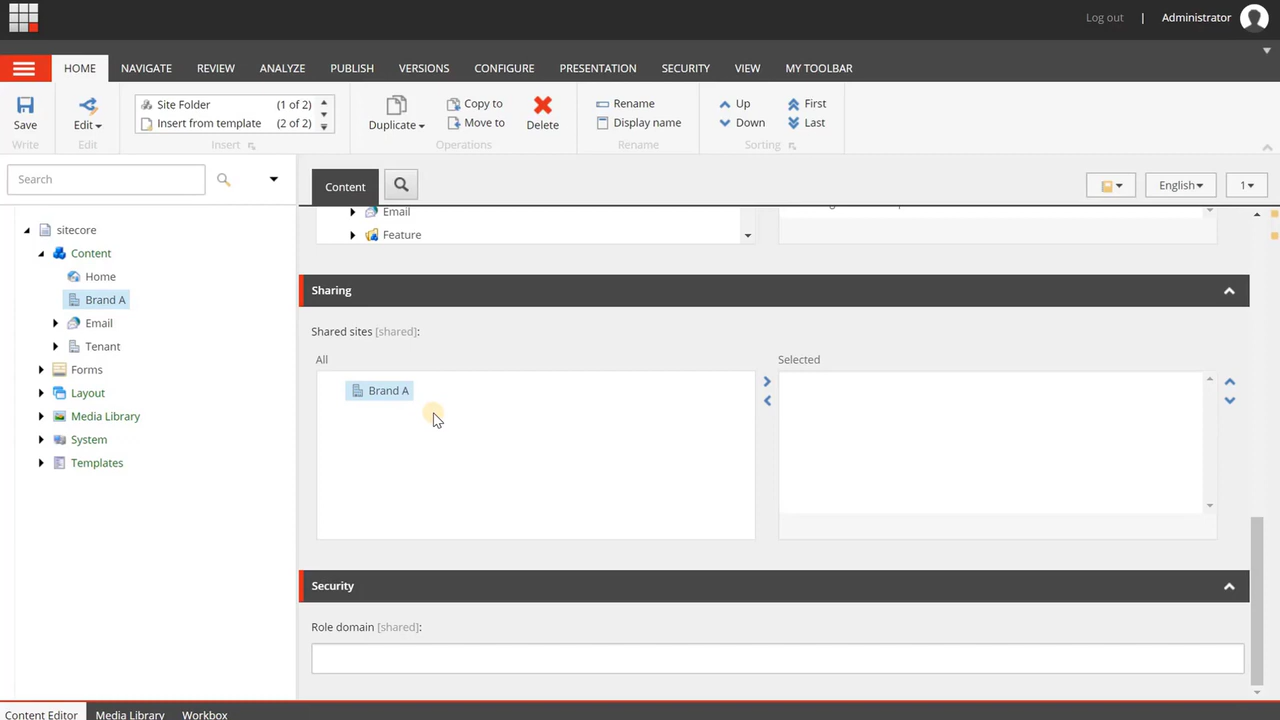 Log out | Administrator
HOME NAVIGATE REVIEW ANALYZE PUBLISH VERSIONS CONFIGURE PRESENTATION SECURITY VIEW MY TOOLBAR
Site Folder (1 of 2)
Insert from template (2 of 2)
Save
Edit
Duplicate
Copy to
Move to
Delete
Rename
Display name
Up
Down
First
Last
Write
Edit
Insert
Operations
Rename
Sorting
Search
Content
English
1
sitecore
Content
Home
Brand A
Email
Tenant
Forms
Layout
Media Library
System
Templates
Email
Feature
Sharing
Shared sites [shared]:
All
Selected
Brand A
Security
Role domain [shared]:
Content Editor
Media Library
Workbox